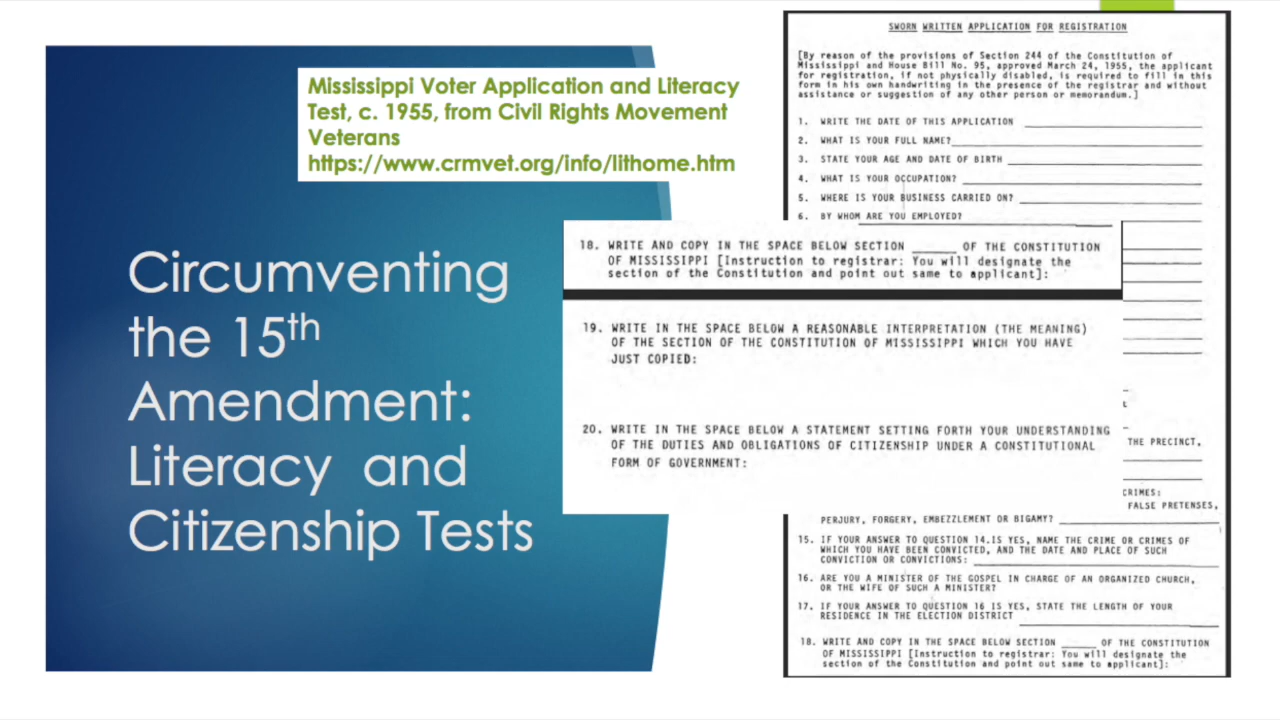 Mississippi Voter Application and Literacy
Test, c. 1955, from Civil Rights Movement
Veterans
https://www.crmvet.org/info/lithome.htm
Circumventing
the 15th
Amendment:
Literacy and
Citizenship Tests
SWORN WRITTEN APPLICATION FOR REGISTRATION
[By reason of the provisions of Section 244 of the Constitution of
Mississippi and House Bill No. 95, approved March 24, 1955, the applicant
for registration, if not physically disabled, is required to fill in this
form in his own handwriting in the presence of the registrar and without
assistance or suggestion of any other person or memorandum.]
1. WRITE THE DATE OF THIS APPLICATION
2. WHAT IS YOUR FULL NAME?
3. STATE YOUR AGE AND DATE OF BIRTH
4. WHAT IS YOUR OCCUPATION?
5. WHERE IS YOUR BUSINESS CARRIED ON?
6. BY WHOM ARE YOU EMPLOYED?
18. WRITE AND COPY IN THE SPACE BELOW SECTION ______ OF THE CONSTITUTION
OF MISSISSIPPI [Instruction to registrar: You will designate the
section of the Constitution and point out same to applicant]:
19. WRITE IN THE SPACE BELOW A REASONABLE INTERPRETATION (THE MEANING)
OF THE SECTION OF THE CONSTITUTION OF MISSISSIPPI WHICH YOU HAVE
JUST COPIED:
20. WRITE IN THE SPACE BELOW A STATEMENT SETTING FORTH YOUR UNDERSTANDING
OF THE DUTIES AND OBLIGATIONS OF CITIZENSHIP UNDER A CONSTITUTIONAL
FORM OF GOVERNMENT:
THE PRECINCT,
CRIMES:
FALSE PRETENSES,
PERJURY, FORGERY, EMBEZZLEMENT OR BIGAMY?
15. IF YOUR ANSWER TO QUESTION 14.IS YES, NAME THE CRIME OR CRIMES OF
WHICH YOU HAVE BEEN CONVICTED, AND THE DATE AND PLACE OF SUCH
CONVICTION OR CONVICTIONS:
16. ARE YOU A MINISTER OF THE GOSPEL IN CHARGE OF AN ORGANIZED CHURCH,
OR THE WIFE OF SUCH A MINISTER?
17. IF YOUR ANSWER TO QUESTION 16 IS YES, STATE THE LENGTH OF YOUR
RESIDENCE IN THE ELECTION DISTRICT
18. WRITE AND COPY IN THE SPACE BELOW SECTION ______ OF THE CONSTITUTION
OF MISSISSIPPI [Instruction to registrar: You will designate the
section of the Constitution and point out same to applicant]: